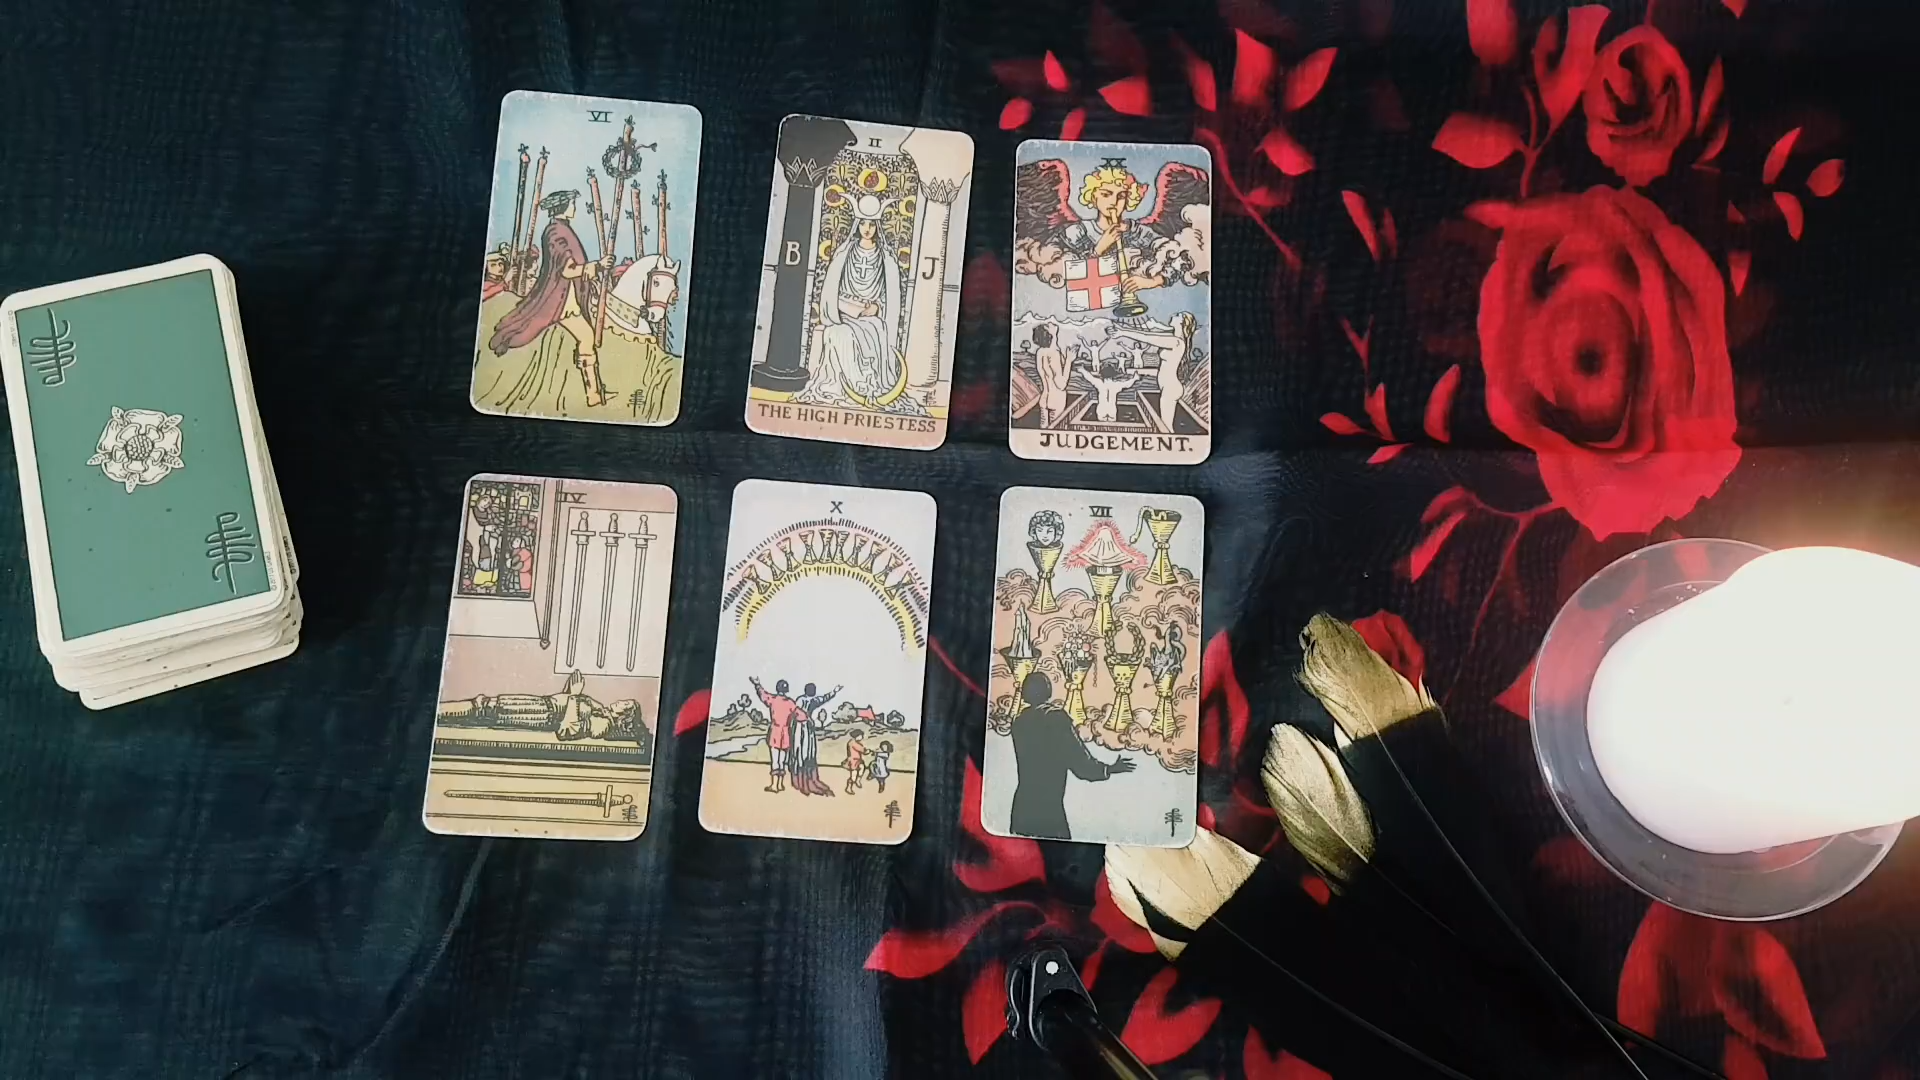 VI
II
B
J
THE HIGH PRIESTESS
XX
JUDGEMENT.
IV
X
VII